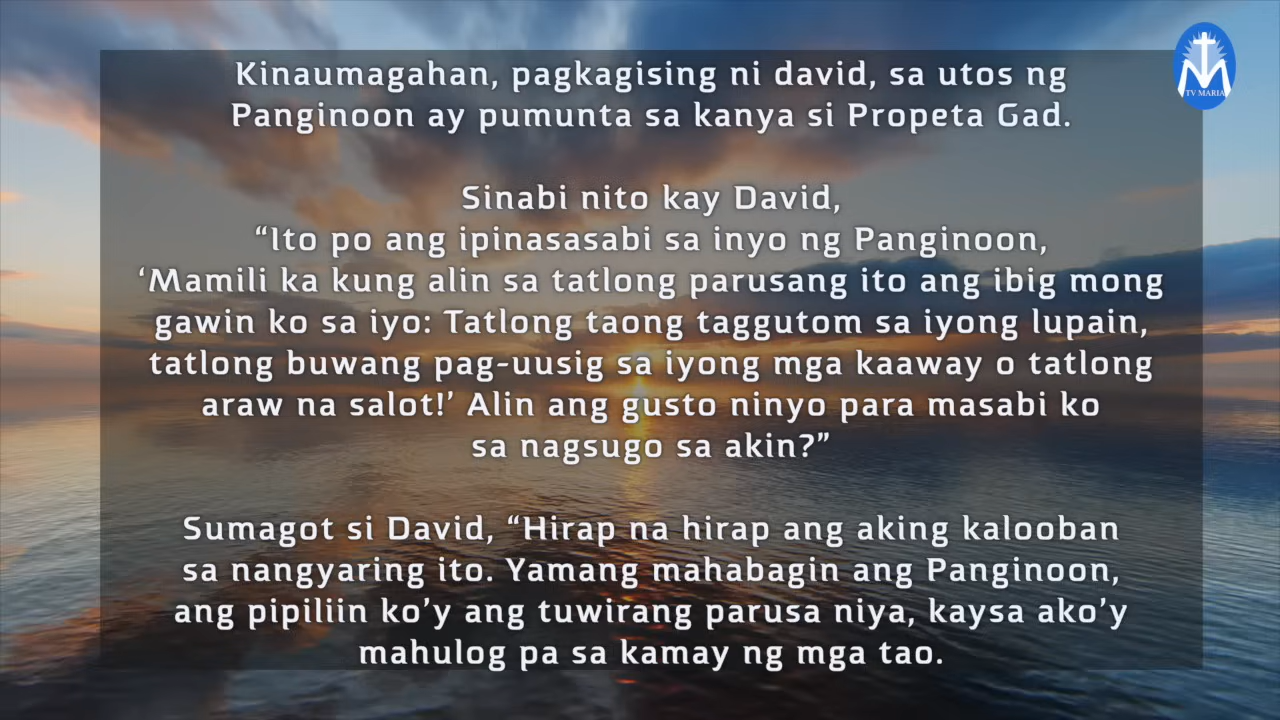 Kinaumagahan, pagkagising ni david, sa utos ng
Panginoon ay pumunta sa kanya si Propeta Gad.
Sinabi nito kay David,
“Ito po ang ipinasasabi sa inyo ng Panginoon,
‘Mamili ka kung alin sa tatlong parusang ito ang ibig mong
gawin ko sa iyo: Tatlong taong taggutom sa iyong lupain,
tatlong buwang pag-uusig sa iyong mga kaaway o tatlong
araw na salot!’ Alin ang gusto ninyo para masabi ko
sa nagsugo sa akin?”
Sumagot si David, “Hirap na hirap ang aking kalooban
sa nangyaring ito. Yamang mahabagin ang Panginoon,
ang pipiliin ko’y ang tuwirang parusa niya, kaysa ako’y
mahulog pa sa kamay ng mga tao.
TV MARIA